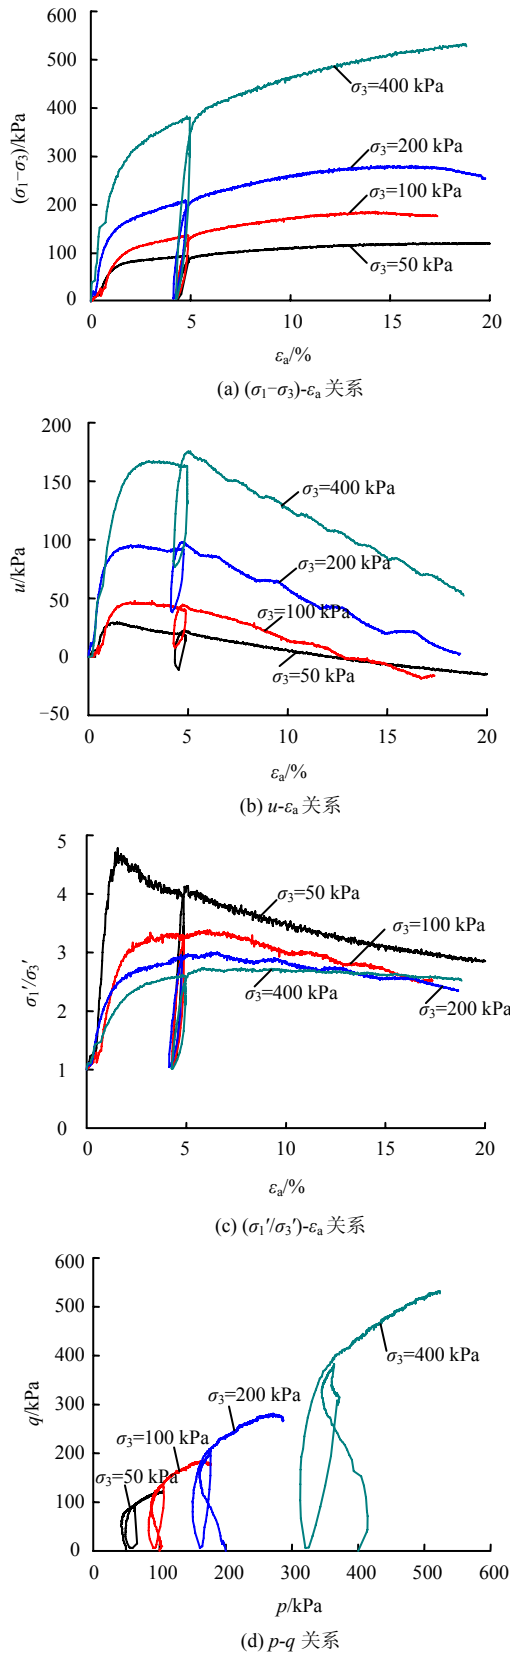 600
500
400
300
200
100
0
(σ₁−σ₃)/kPa
σ₃=400 kPa
σ₃=200 kPa
σ₃=100 kPa
σ₃=50 kPa
0 5 10 15 20
εₐ/%
(a) (σ₁−σ₃)-εₐ 关系
200
150
100
50
0
−50
u/kPa
σ₃=400 kPa
σ₃=200 kPa
σ₃=100 kPa
σ₃=50 kPa
0 5 10 15 20
εₐ/%
(b) u-εₐ 关系
5
4
3
2
1
0
σ₁′/σ₃′
σ₃=50 kPa
σ₃=100 kPa
σ₃=400 kPa
σ₃=200 kPa
0 5 10 15 20
εₐ/%
(c) (σ₁′/σ₃′)-εₐ 关系
600
500
400
300
200
100
0
q/kPa
σ₃=400 kPa
σ₃=200 kPa
σ₃=100 kPa
σ₃=50 kPa
0 100 200 300 400 500 600
p/kPa
(d) p-q 关系